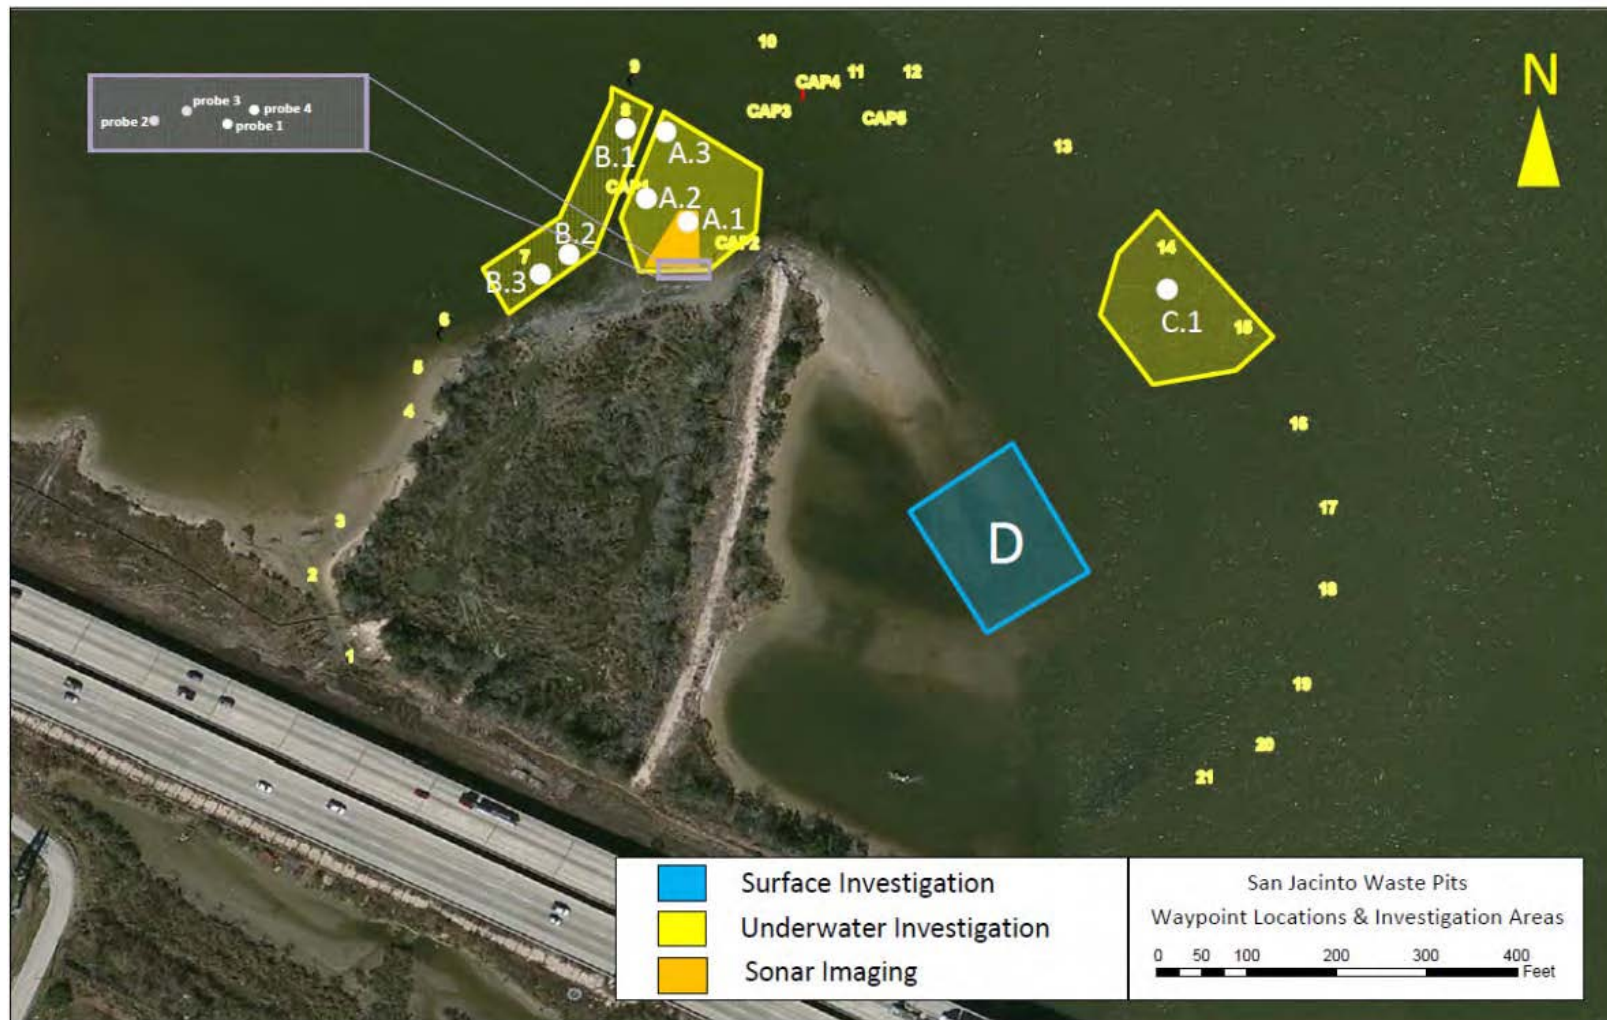 10
CAP4
11
12
N
9
CAP3
CAP5
probe 3
probe 4
probe 2
probe 1
8
B.1
A.3
13
CAP1
A.2
A.1
CAP2
B.2
7
B.3
14
C.1
15
6
5
4
16
3
17
D
2
18
1
19
20
21
Surface Investigation
Underwater Investigation
Sonar Imaging
San Jacinto Waste Pits
Waypoint Locations & Investigation Areas
0 50 100 200 300 400
Feet